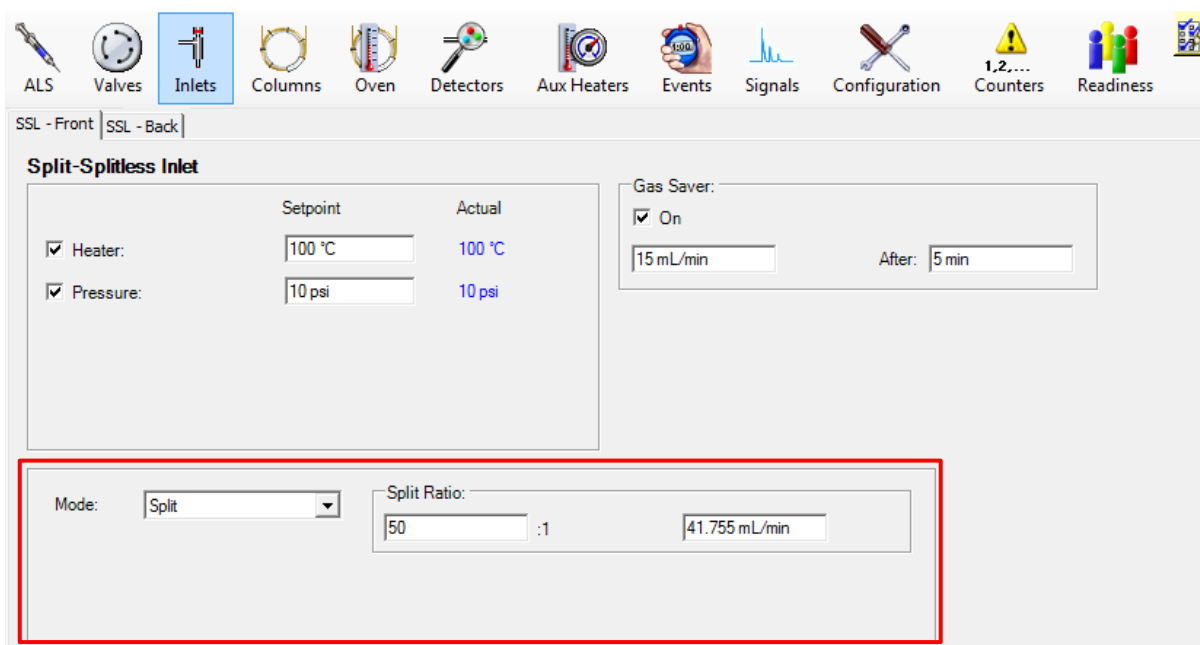 1:00
1,2,...
ALS Valves Inlets Columns Oven Detectors Aux Heaters Events Signals Configuration Counters Readiness
SSL - Front SSL - Back
Split-Splitless Inlet
Setpoint Actual
Heater: 100 °C 100 °C
Pressure: 10 psi 10 psi
Gas Saver:
On
15 mL/min After: 5 min
Mode: Split
Split Ratio:
50 :1 41.755 mL/min